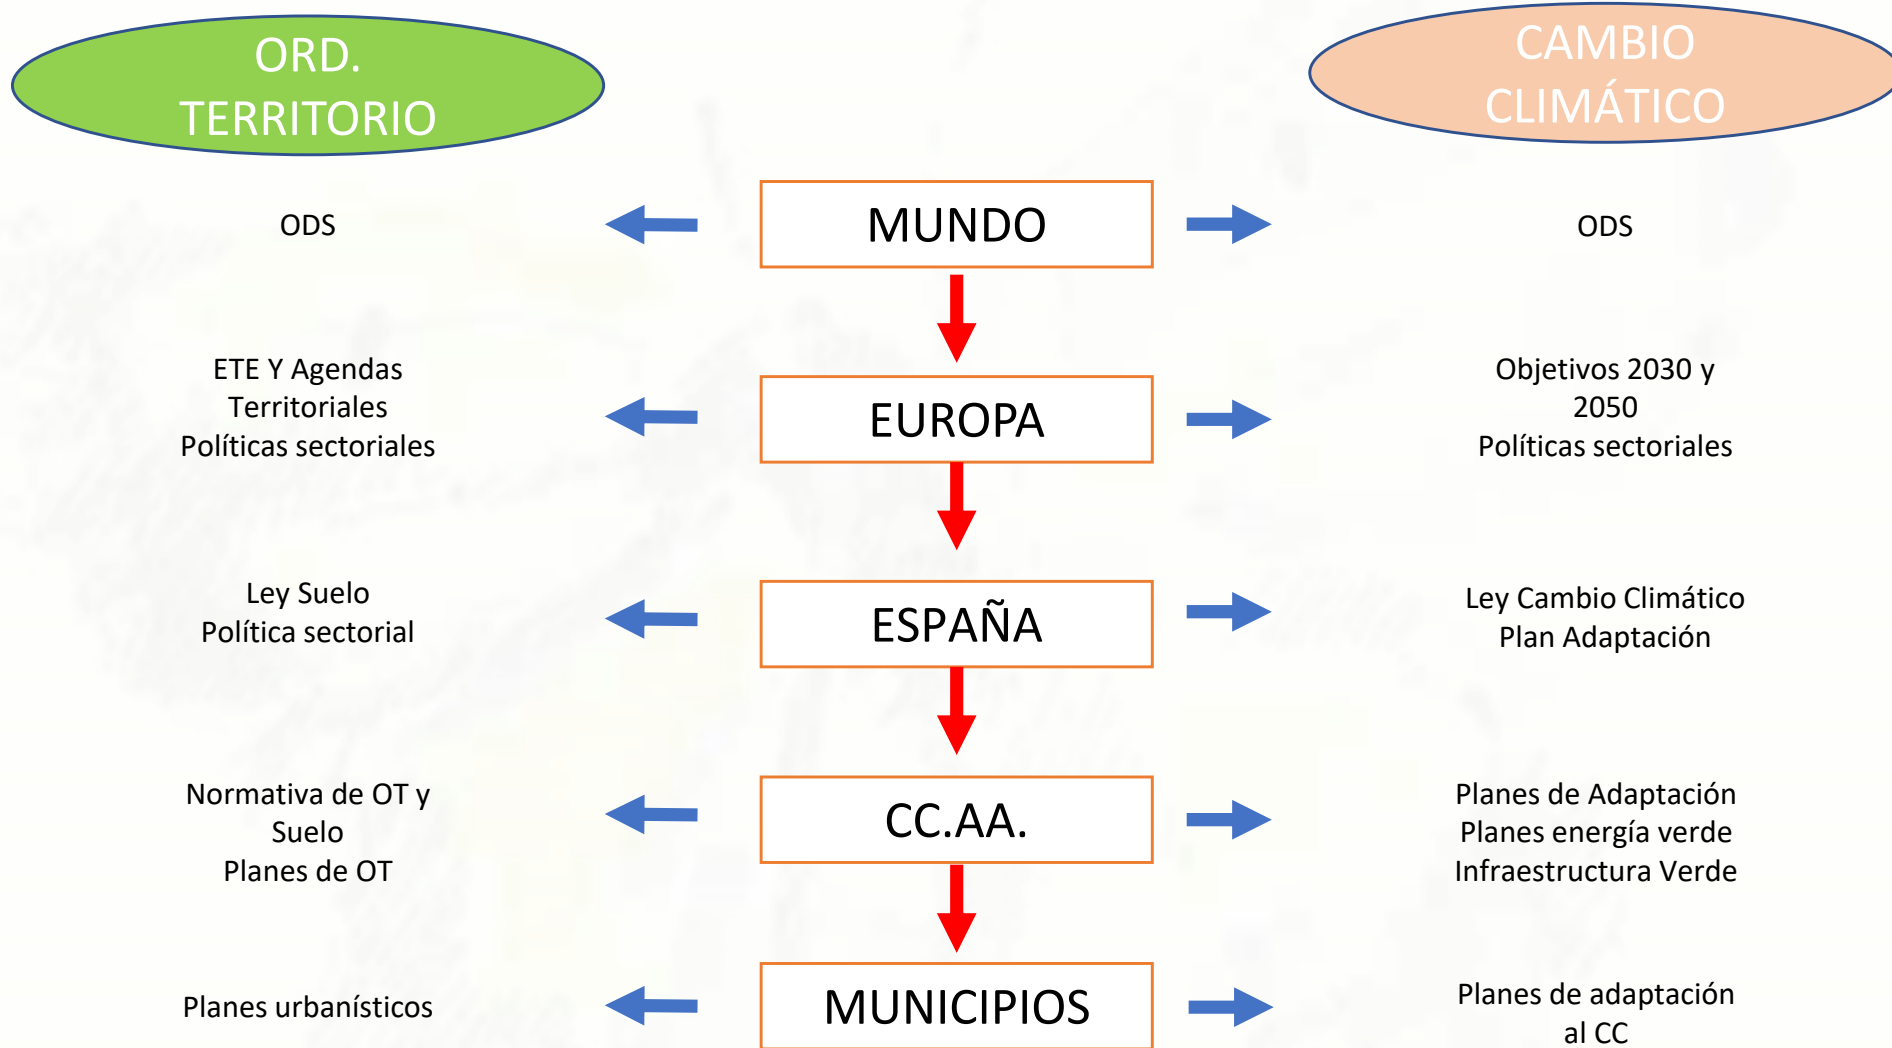 ORD.
TERRITORIO
CAMBIO
CLIMÁTICO
ODS
MUNDO
ODS
ETE Y Agendas
Territoriales
Políticas sectoriales
EUROPA
Objetivos 2030 y
2050
Políticas sectoriales
Ley Suelo
Política sectorial
ESPAÑA
Ley Cambio Climático
Plan Adaptación
Normativa de OT y
Suelo
Planes de OT
CC.AA.
Planes de Adaptación
Planes energía verde
Infraestructura Verde
Planes urbanísticos
MUNICIPIOS
Planes de adaptación
al CC